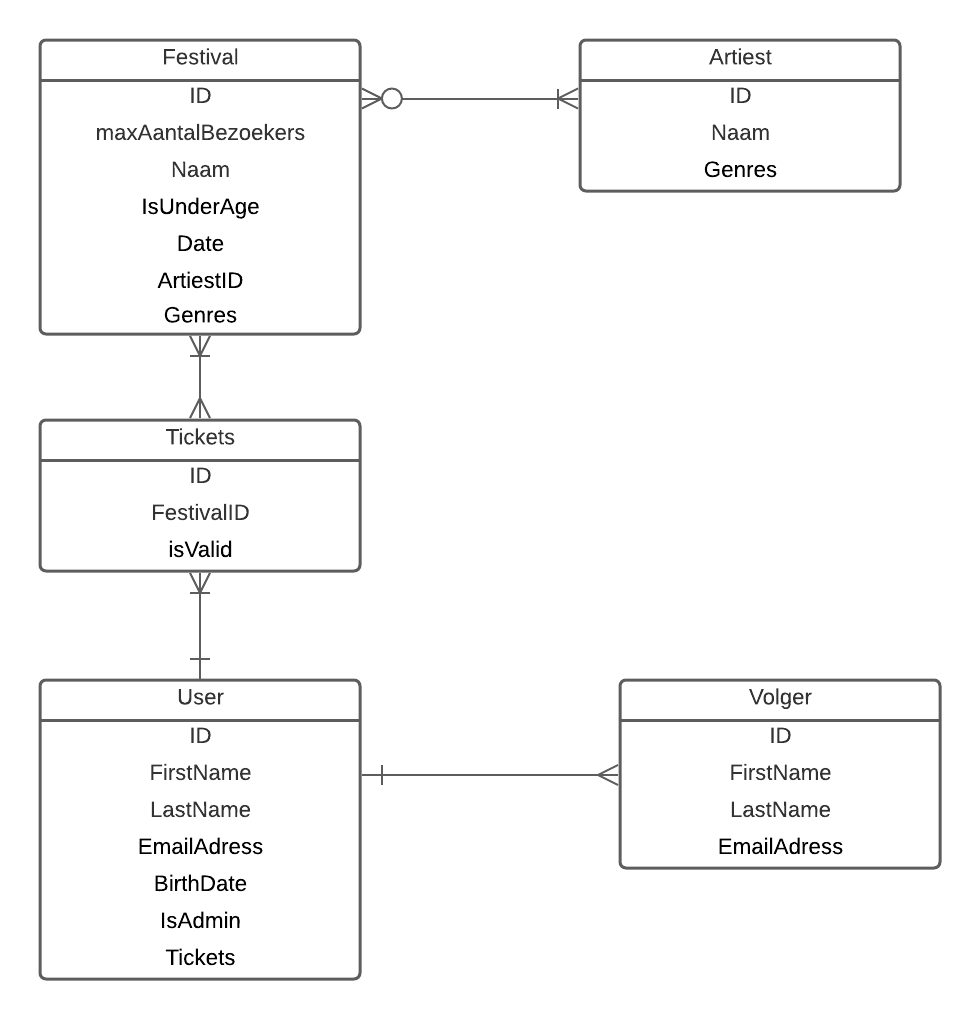 Festival
ID
maxAantalBezoekers
Naam
IsUnderAge
Date
ArtiestID
Genres
Artiest
ID
Naam
Genres
Tickets
ID
FestivalID
isValid
User
ID
FirstName
LastName
EmailAdress
BirthDate
IsAdmin
Tickets
Volger
ID
FirstName
LastName
EmailAdress